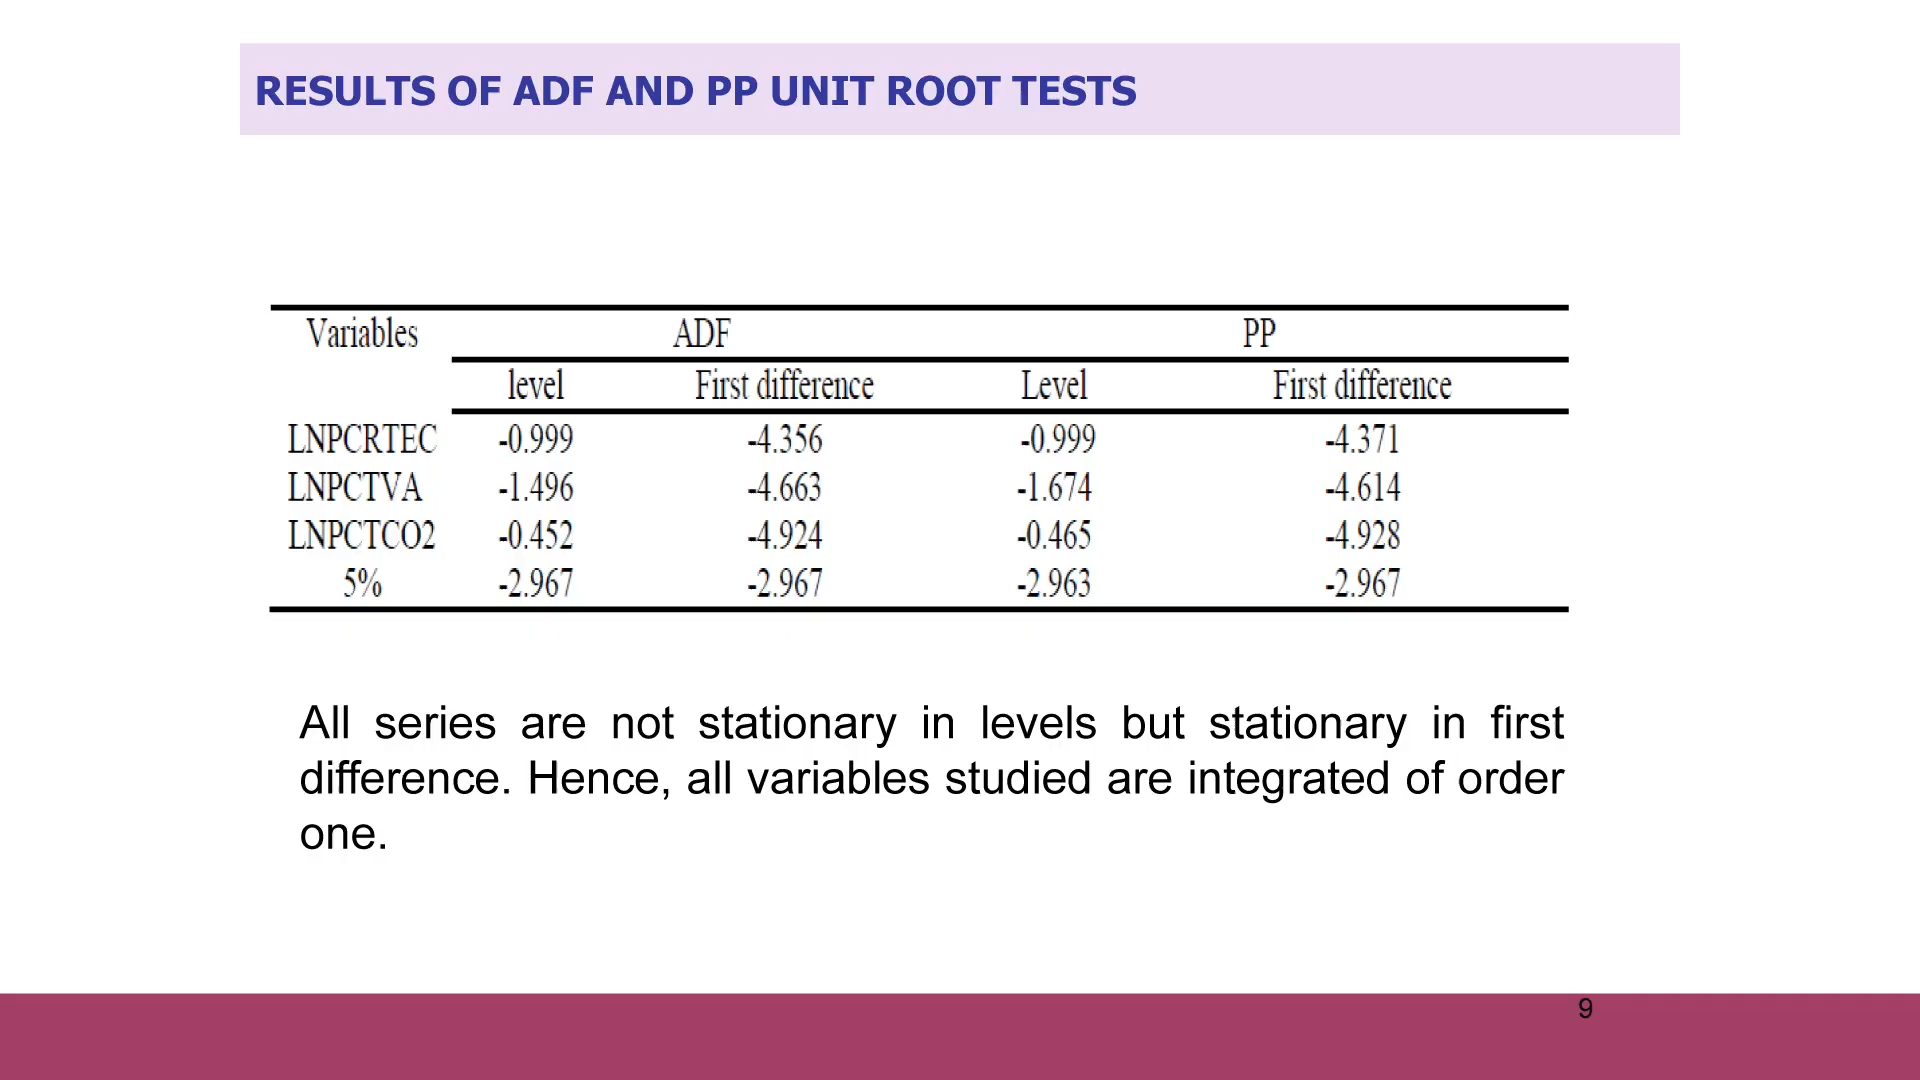 RESULTS OF ADF AND PP UNIT ROOT TESTS
Variables ADF PP
level First difference Level First difference
LNPCRTEC -0.999 -4.356 -0.999 -4.371
LNPCTVA -1.496 -4.663 -1.674 -4.614
LNPCTCO2 -0.452 -4.924 -0.465 -4.928
5% -2.967 -2.967 -2.963 -2.967
All series are not stationary in levels but stationary in first
difference. Hence, all variables studied are integrated of order
one.
9